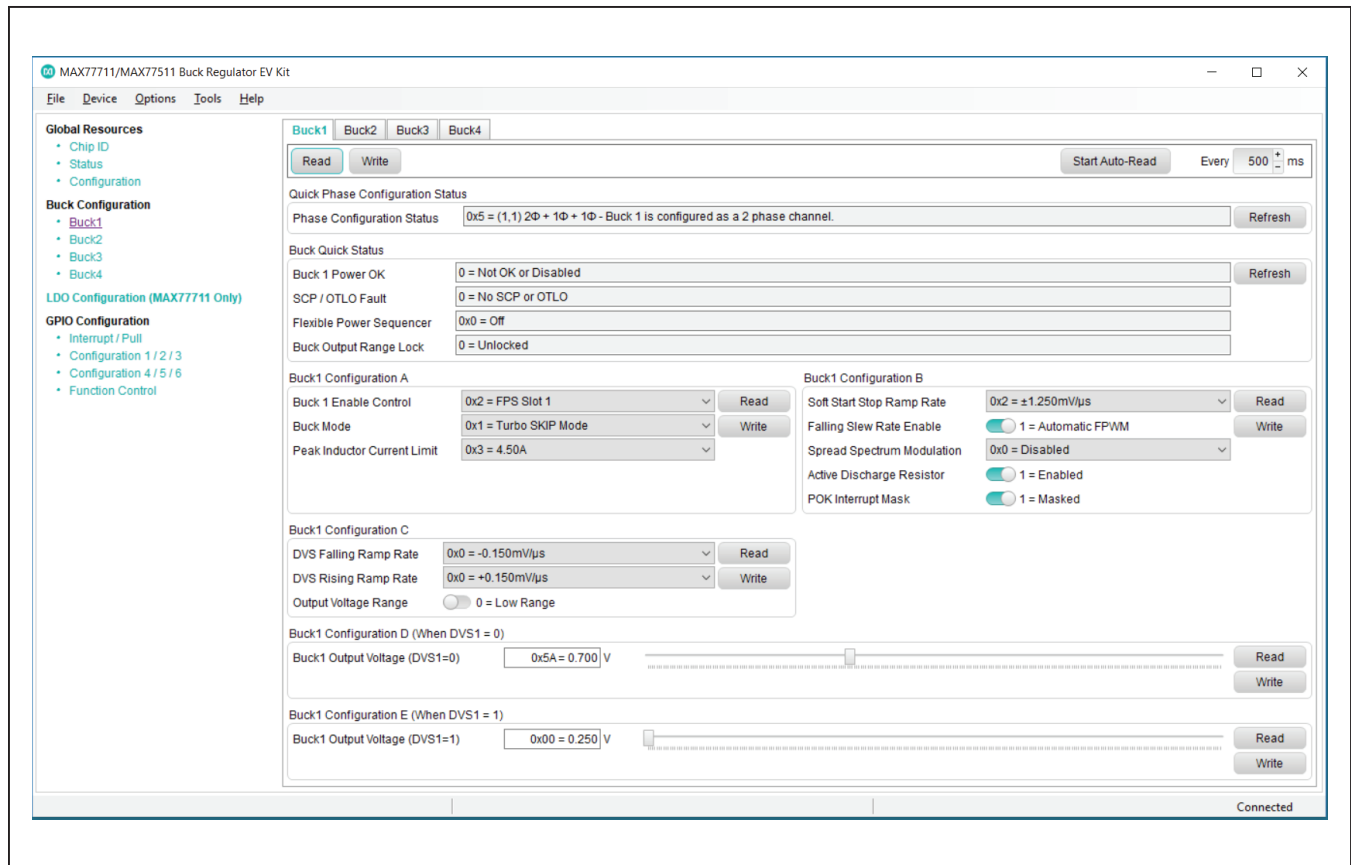 MAX77711/MAX77511 Buck Regulator EV Kit
File Device Options Tools Help
Global Resources
• Chip ID
• Status
• Configuration
Buck Configuration
• Buck1
• Buck2
• Buck3
• Buck4
LDO Configuration (MAX77711 Only)
GPIO Configuration
• Interrupt / Pull
• Configuration 1 / 2 / 3
• Configuration 4 / 5 / 6
• Function Control
Buck1 Buck2 Buck3 Buck4
Read Write Start Auto-Read Every 500 + - ms
Quick Phase Configuration Status
Phase Configuration Status 0x5 = (1,1) 2Φ + 1Φ + 1Φ - Buck 1 is configured as a 2 phase channel. Refresh
Buck Quick Status
Buck 1 Power OK 0 = Not OK or Disabled Refresh
SCP / OTLO Fault 0 = No SCP or OTLO
Flexible Power Sequencer 0x0 = Off
Buck Output Range Lock 0 = Unlocked
Buck1 Configuration A
Buck 1 Enable Control 0x2 = FPS Slot 1 Read
Buck Mode 0x1 = Turbo SKIP Mode Write
Peak Inductor Current Limit 0x3 = 4.50A
Buck1 Configuration B
Soft Start Stop Ramp Rate 0x2 = ±1.250mV/µs Read
Falling Slew Rate Enable 1 = Automatic FPWM Write
Spread Spectrum Modulation 0x0 = Disabled
Active Discharge Resistor 1 = Enabled
POK Interrupt Mask 1 = Masked
Buck1 Configuration C
DVS Falling Ramp Rate 0x0 = -0.150mV/µs Read
DVS Rising Ramp Rate 0x0 = +0.150mV/µs Write
Output Voltage Range 0 = Low Range
Buck1 Configuration D (When DVS1 = 0)
Buck1 Output Voltage (DVS1=0) 0x5A = 0.700 V Read
Write
Buck1 Configuration E (When DVS1 = 1)
Buck1 Output Voltage (DVS1=1) 0x00 = 0.250 V Read
Write
Connected